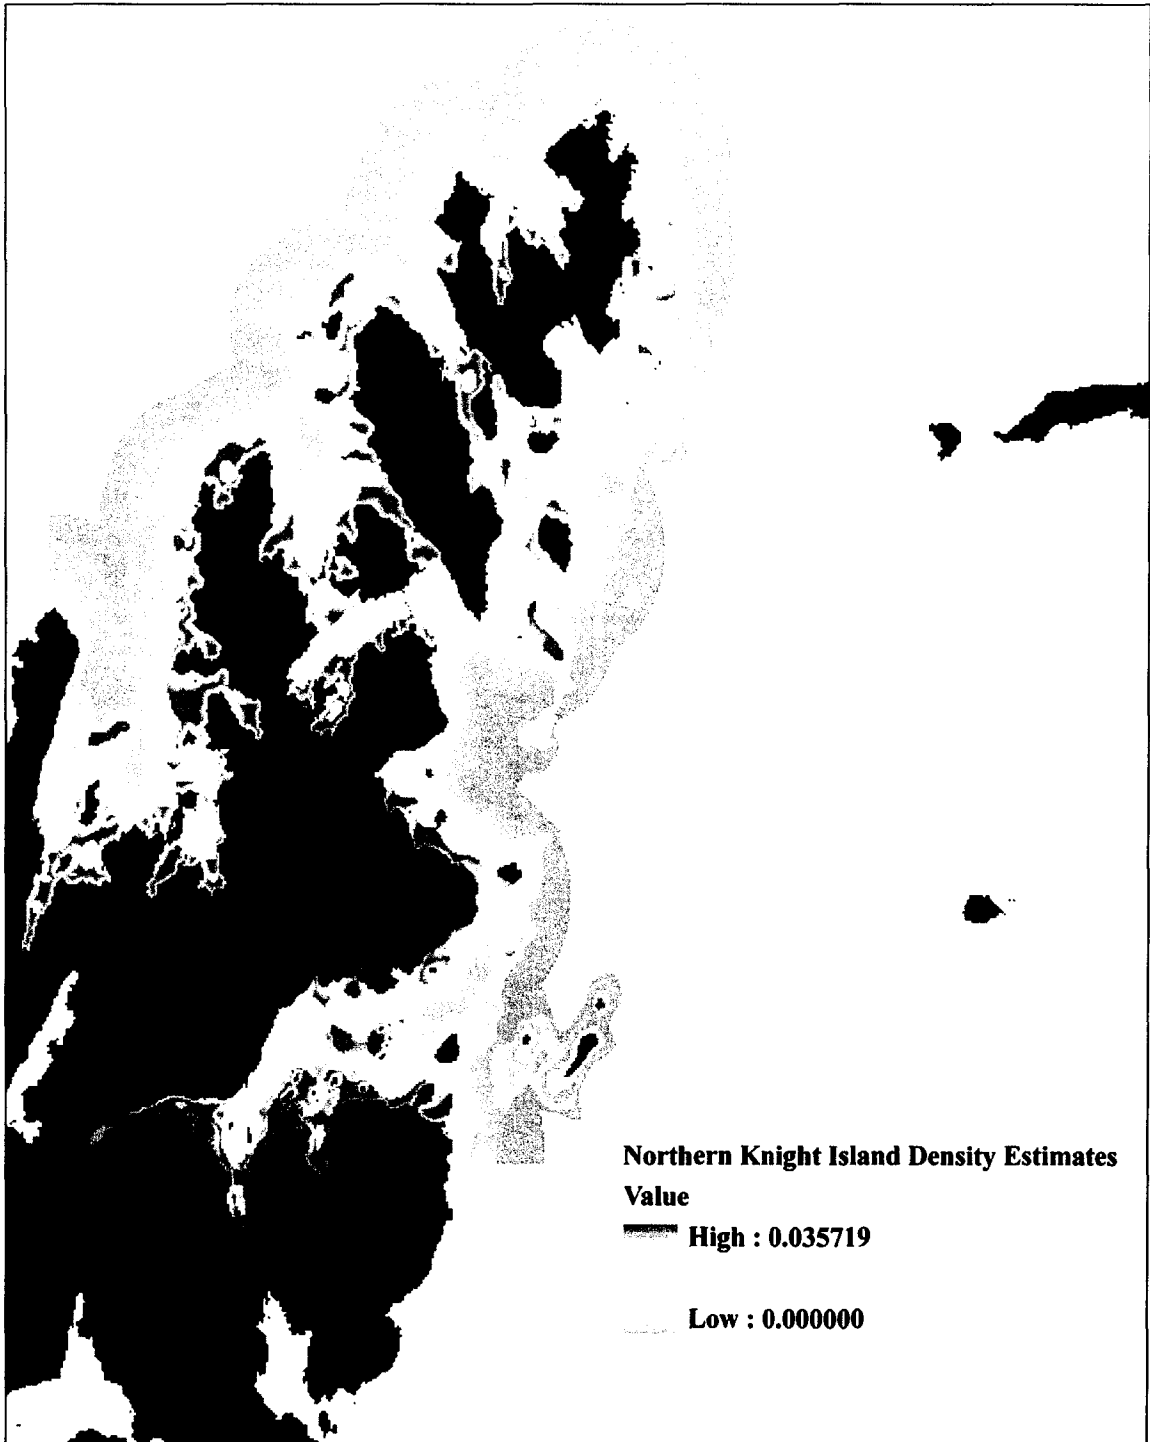 Northern Knight Island Density Estimates
Value
High : 0.035719
Low : 0.000000